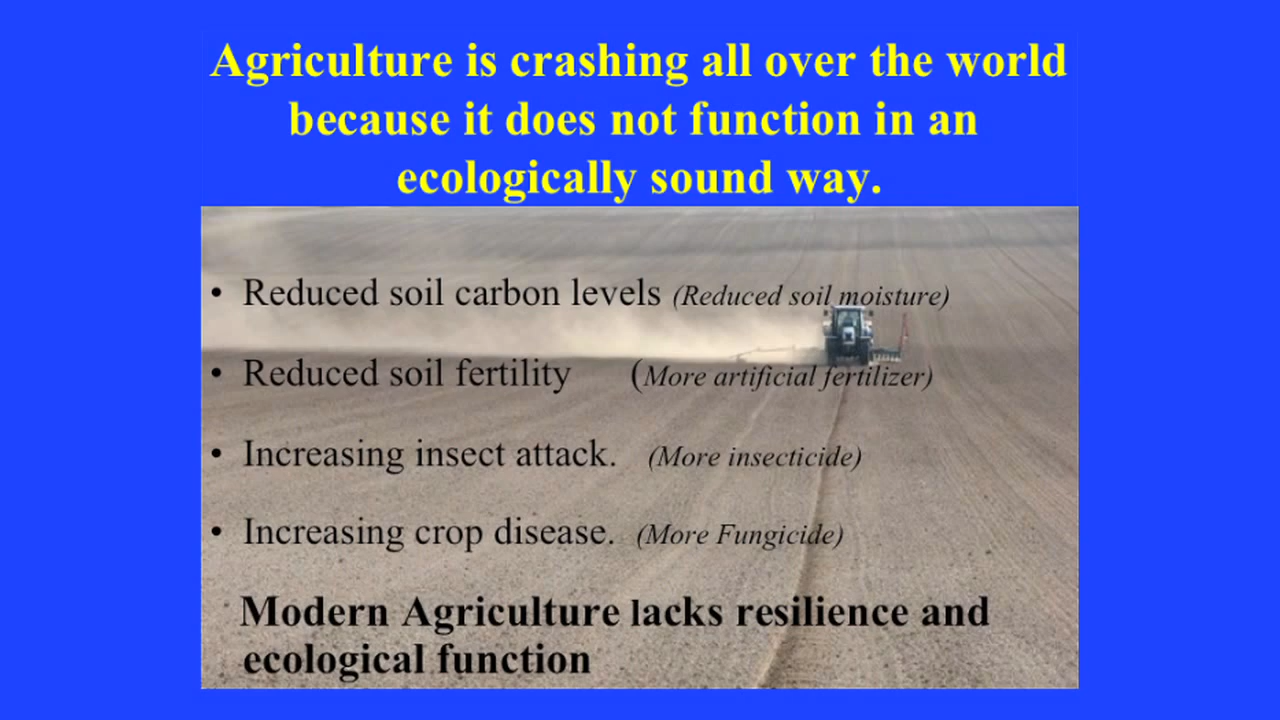 Agriculture is crashing all over the world
because it does not function in an
ecologically sound way.
• Reduced soil carbon levels (Reduced soil moisture)
• Reduced soil fertility (More artificial fertilizer)
• Increasing insect attack. (More insecticide)
• Increasing crop disease. (More Fungicide)
Modern Agriculture lacks resilience and
ecological function